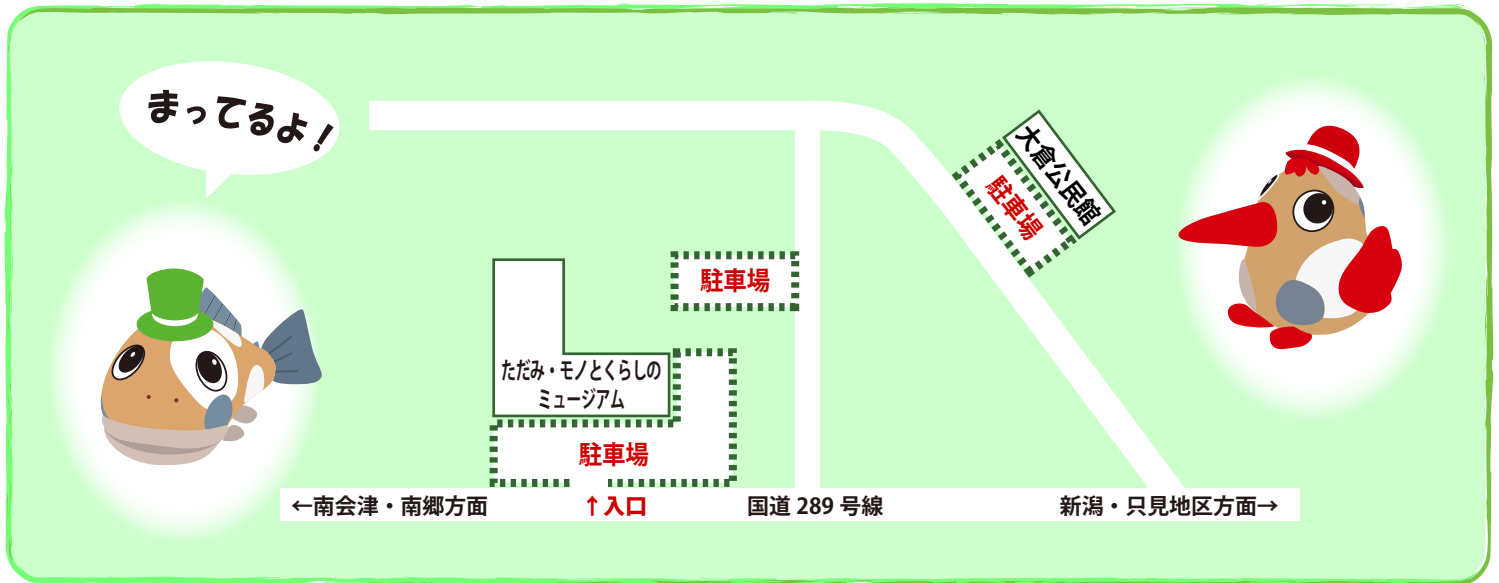 まってるよ！
大倉公民館
駐車場
駐車場
ただみ・モノとくらしの
ミュージアム
駐車場
←南会津・南郷方面
↑入口
国道 289 号線
新潟・只見地区方面→